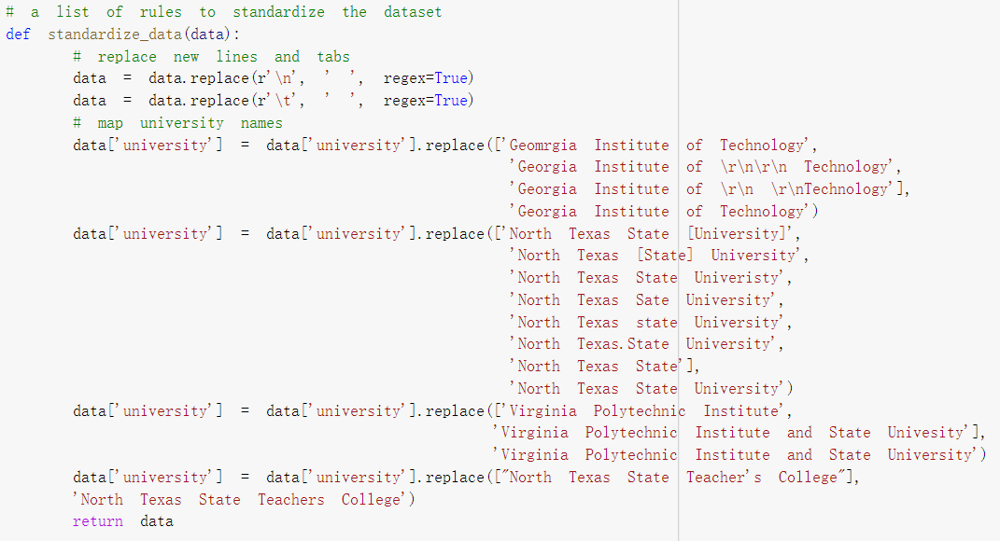 # a list of rules to standardize the dataset
def standardize_data(data):
# replace new lines and tabs
data = data.replace(r'\n', ' ', regex=True)
data = data.replace(r'\t', ' ', regex=True)
# map university names
data['university'] = data['university'].replace(['Geomrgia Institute of Technology',
'Georgia Institute of \r\n\r\n Technology',
'Georgia Institute of \r\n \r\nTechnology'],
'Georgia Institute of Technology')
data['university'] = data['university'].replace(['North Texas State [University]',
'North Texas [State] University',
'North Texas State Univeristy',
'North Texas Sate University',
'North Texas state University',
'North Texas.State University',
'North Texas State'],
'North Texas State University')
data['university'] = data['university'].replace(['Virginia Polytechnic Institute',
'Virginia Polytechnic Institute and State Univesity'],
'Virginia Polytechnic Institute and State University')
data['university'] = data['university'].replace(["North Texas State Teacher's College"],
'North Texas State Teachers College')
return data